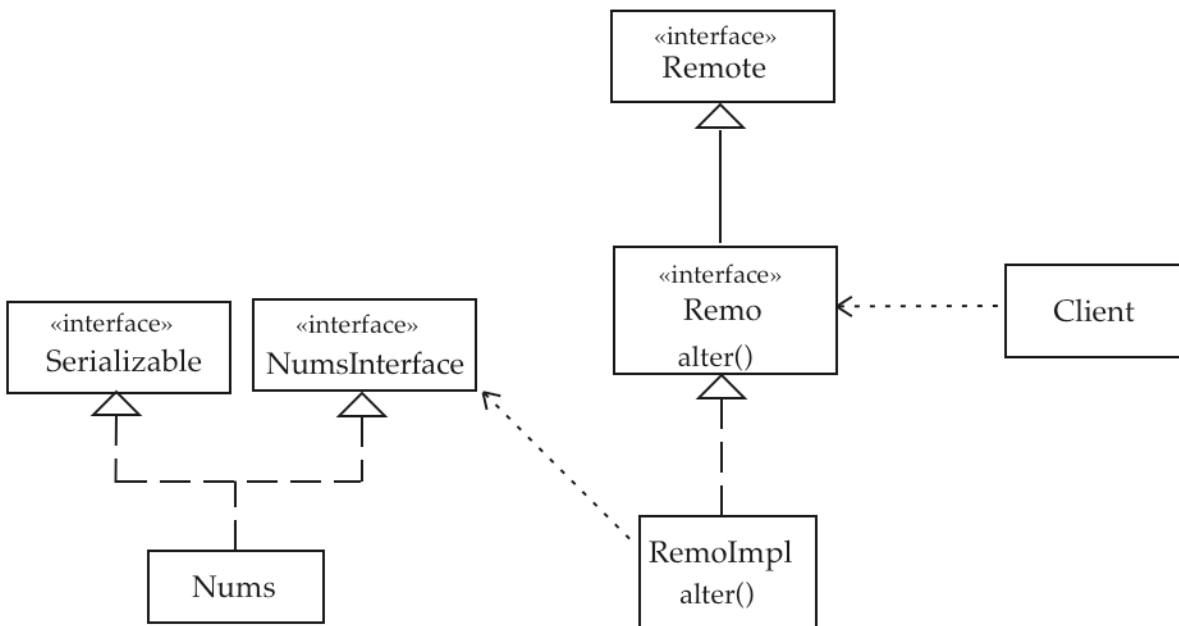 «interface»
Remote
«interface»
Remo
alter()
Client
«interface»
Serializable
«interface»
NumsInterface
Nums
RemoImpl
alter()